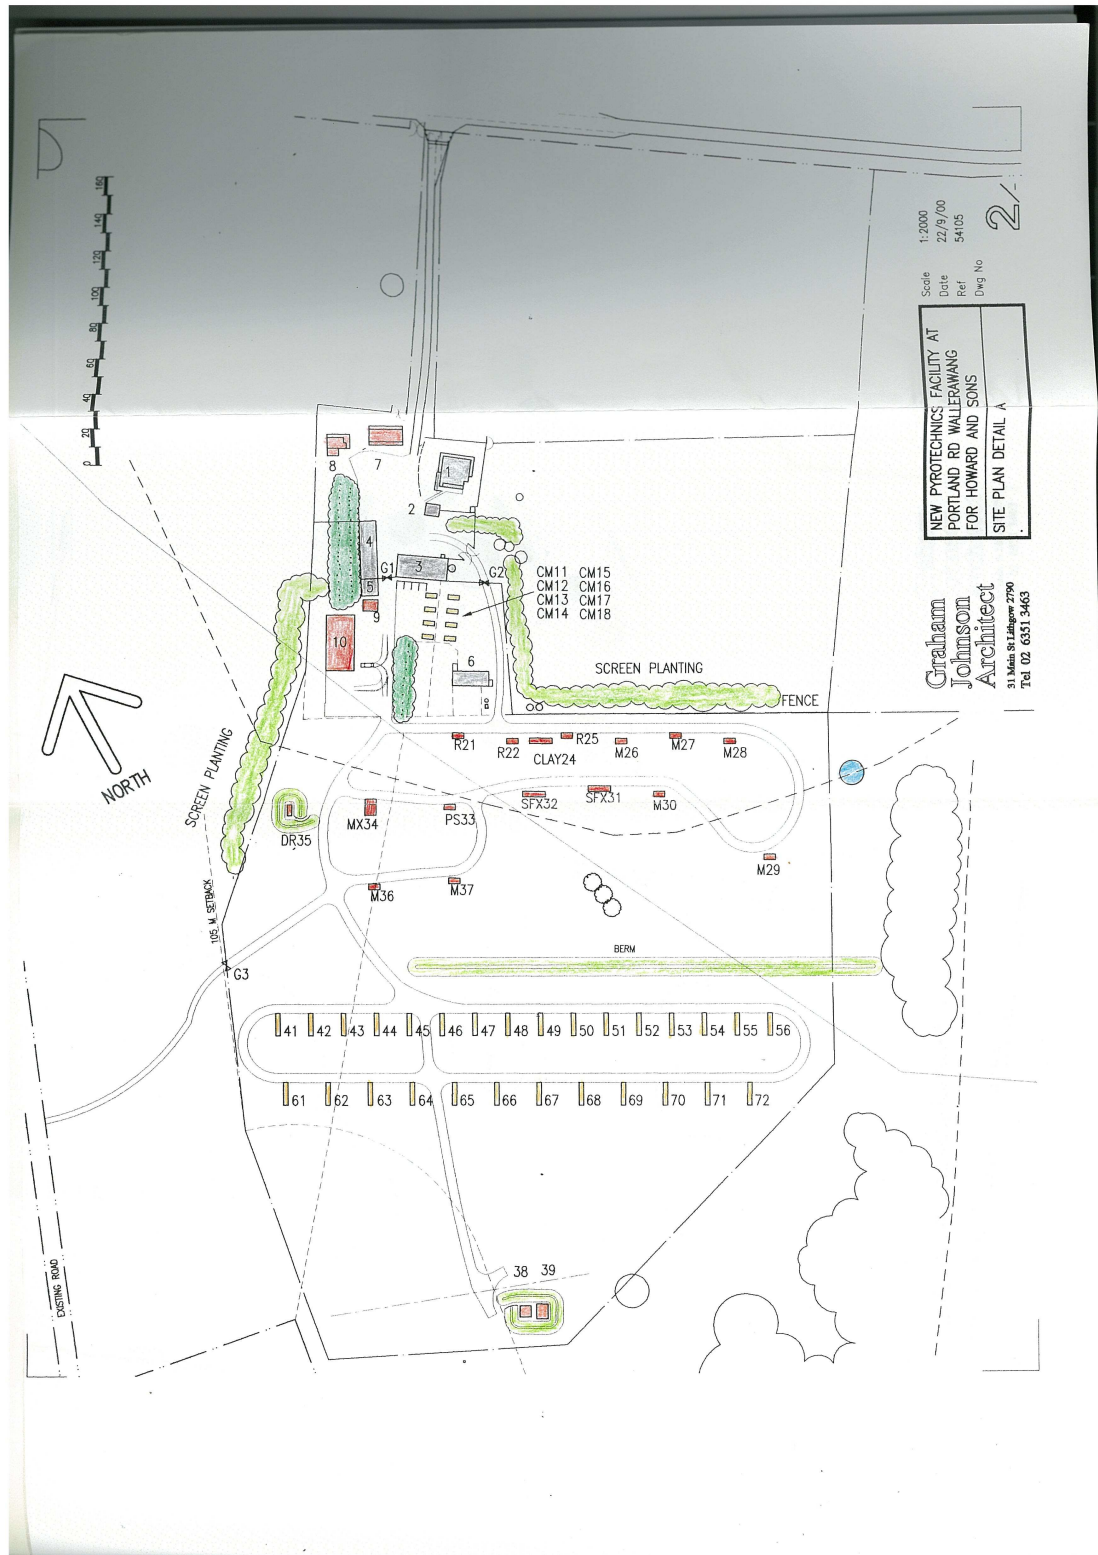 160
140
120
100
80
60
40
20
0
Scale 1:2000
Date 22/9/00
Ref 54105
Dwg No 2/-
NEW PYROTECHNICS FACILITY AT
PORTLAND RD WALLERAWANG
FOR HOWARD AND SONS
SITE PLAN DETAIL A
Graham
Johnson
Architect
31 Main St Lithgow 2790
Tel 02 6351 3463
8
7
1
2
4
G1
3
G2
5
CM11 CM15
CM12 CM16
CM13 CM17
CM14 CM18
9
10
6
SCREEN PLANTING
FENCE
NORTH
SCREEN PLANTING
R21
R22
CLAY24
R25
M26
M27
M28
DR35
MX34
PS33
SFX32
SFX31
M30
M29
M36
M37
105 M SETBACK
G3
BERM
41 42 43 44 45 46 47 48 49 50 51 52 53 54 55 56
61 62 63 64 65 66 67 68 69 70 71 72
EXISTING ROAD
38 39